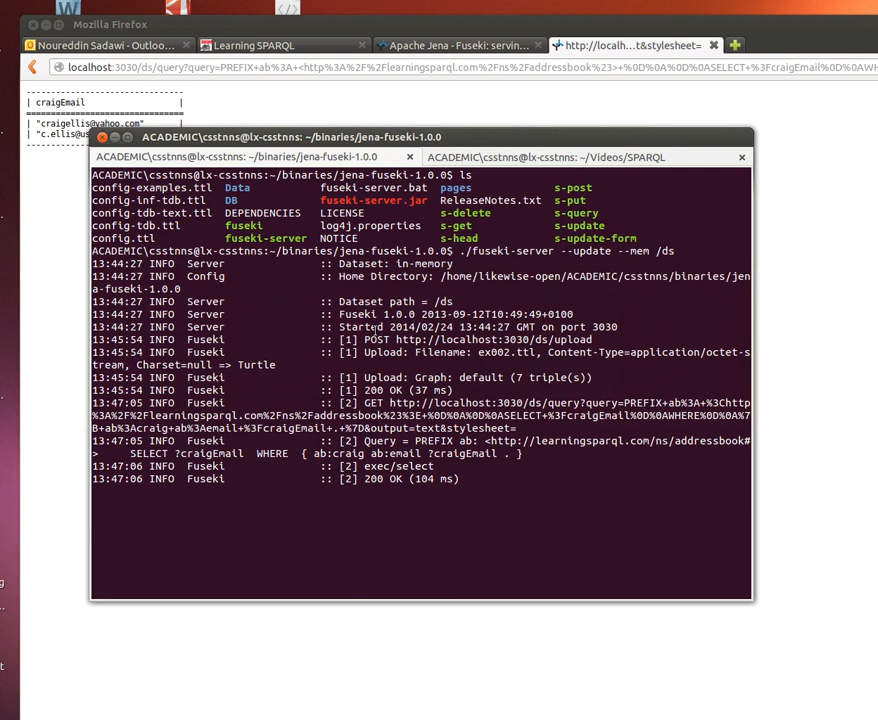 W
</>
Mozilla Firefox
Noureddin Sadawi - Outloo...
Learning SPARQL
Apache Jena - Fuseki: servin...
http://localh...t&stylesheet=
localhost:3030/ds/query?query=PREFIX+ab%3A+<http%3A%2F%2Flearningsparql.com%2Fns%2Faddressbook%23>+%0D%0A%0D%0ASELECT+%3FcraigEmail%0D%0AW
-------------------------------
| craigEmail |
===============================
| "craigellis@yahoo.com" |
| "c.ellis@us
ACADEMIC\csstnns@lx-csstnns: ~/binaries/jena-fuseki-1.0.0
ACADEMIC\csstnns@lx-csstnns: ~/binaries/jena-fuseki-1.0.0
ACADEMIC\csstnns@lx-csstnns: ~/Videos/SPARQL
ACADEMIC\csstnns@lx-csstnns:~/binaries/jena-fuseki-1.0.0$ ls
config-examples.ttl Data fuseki-server.bat pages s-post
config-inf-tdb.ttl DB fuseki-server.jar ReleaseNotes.txt s-put
config-tdb-text.ttl DEPENDENCIES LICENSE s-delete s-query
config-tdb.ttl fuseki log4j.properties s-get s-update
config.ttl fuseki-server NOTICE s-head s-update-form
ACADEMIC\csstnns@lx-csstnns:~/binaries/jena-fuseki-1.0.0$ ./fuseki-server --update --mem /ds
13:44:27 INFO Server :: Dataset: in-memory
13:44:27 INFO Config :: Home Directory: /home/likewise-open/ACADEMIC/csstnns/binaries/jen
a-fuseki-1.0.0
13:44:27 INFO Server :: Dataset path = /ds
13:44:27 INFO Server :: Fuseki 1.0.0 2013-09-12T10:49:49+0100
13:44:27 INFO Server :: Started 2014/02/24 13:44:27 GMT on port 3030
13:45:54 INFO Fuseki :: [1] POST http://localhost:3030/ds/upload
13:45:54 INFO Fuseki :: [1] Upload: Filename: ex002.ttl, Content-Type=application/octet-s
tream, Charset=null => Turtle
13:45:54 INFO Fuseki :: [1] Upload: Graph: default (7 triple(s))
13:45:54 INFO Fuseki :: [1] 200 OK (37 ms)
13:47:05 INFO Fuseki :: [2] GET http://localhost:3030/ds/query?query=PREFIX+ab%3A+%3Chttp
%3A%2F%2Flearningsparql.com%2Fns%2Faddressbook%23%3E+%0D%0A%0D%0ASELECT+%3FcraigEmail%0D%0AWHERE%0D%0A%7
B+ab%3Acraig+ab%3Aemail+%3FcraigEmail+.+%7D&output=text&stylesheet=
13:47:05 INFO Fuseki :: [2] Query = PREFIX ab: <http://learningsparql.com/ns/addressbook#
> SELECT ?craigEmail WHERE { ab:craig ab:email ?craigEmail . }
13:47:06 INFO Fuseki :: [2] exec/select
13:47:06 INFO Fuseki :: [2] 200 OK (104 ms)